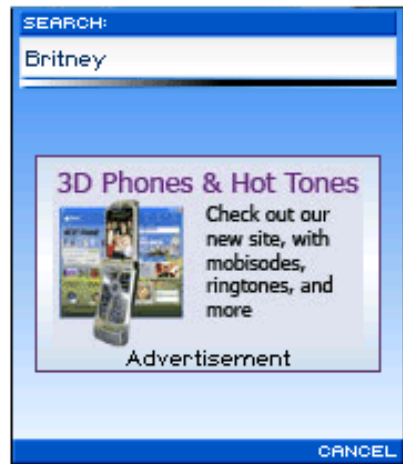 SEARCH:
Britney
3D Phones & Hot Tones
Check out our
new site, with
mobisodes,
ringtones, and
more
Advertisement
CANCEL